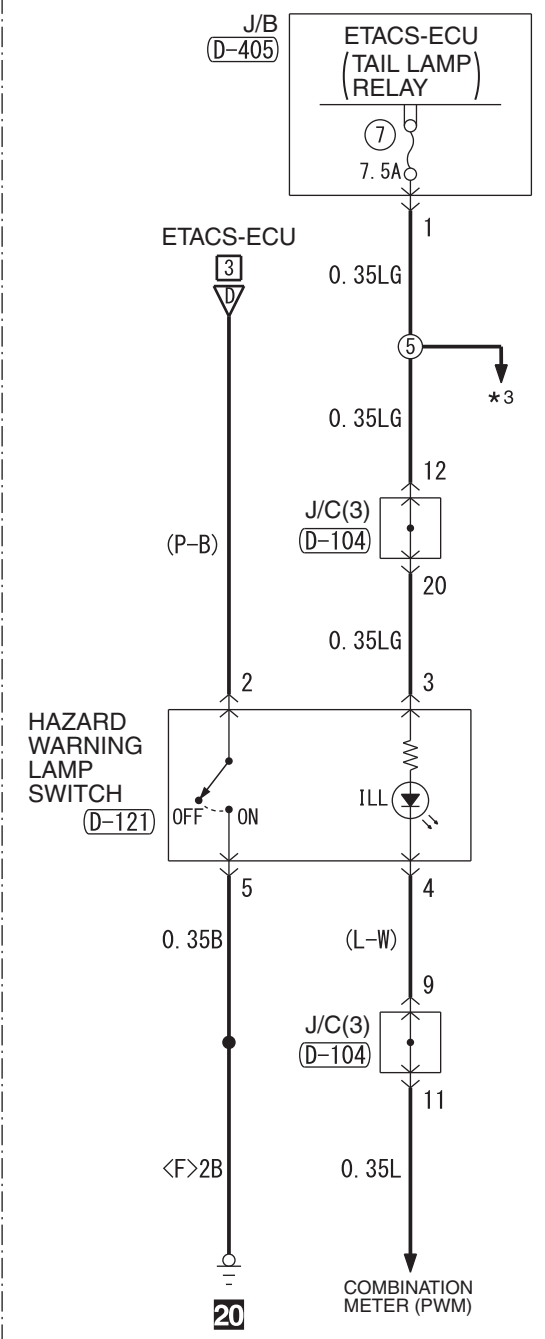 J/B
(D-405)
ETACS-ECU
(TAIL LAMP
RELAY)
7
7.5A
1
ETACS-ECU
3
D
0.35LG
5
*3
0.35LG
12
J/C(3)
(D-104)
(P-B)
20
0.35LG
2
3
HAZARD
WARNING
LAMP
SWITCH
(D-121)
OFF
ON
ILL
5
4
0.35B
(L-W)
9
J/C(3)
(D-104)
11
<F>2B
0.35L
20
COMBINATION
METER (PWM)